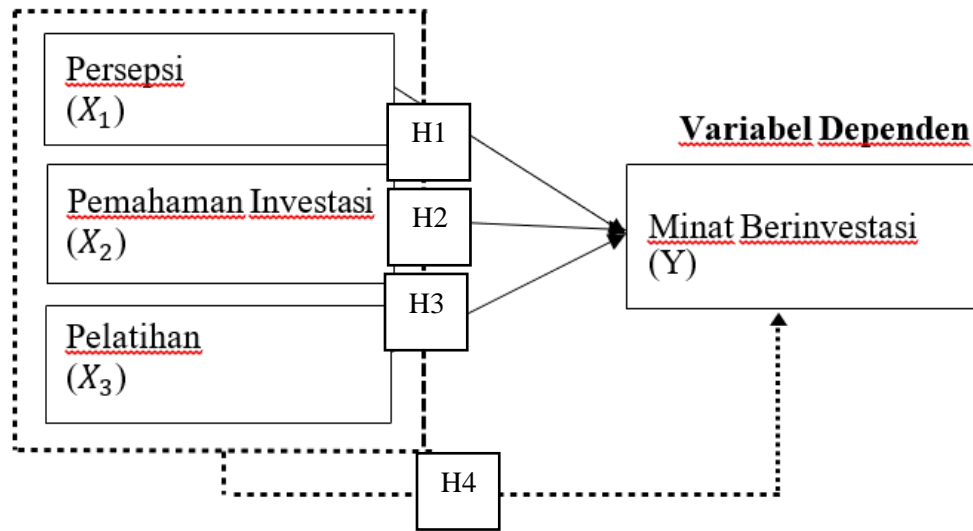 Persepsi
(X₁)
H1
Variabel Dependen
Pemahaman Investasi
(X₂)
H2
Minat Berinvestasi
(Y)
H3
Pelatihan
(X₃)
H4